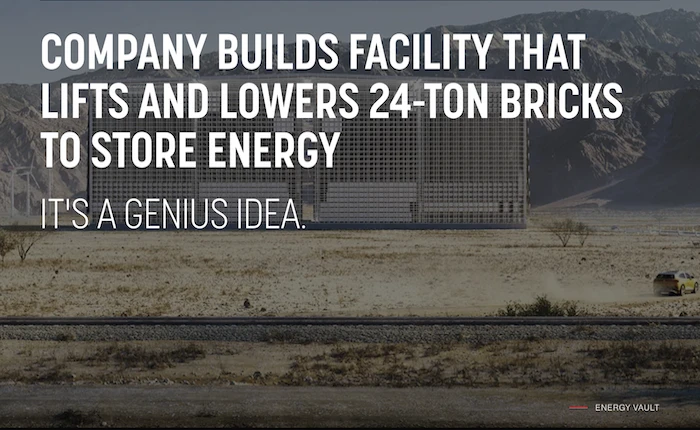 COMPANY BUILDS FACILITY THAT
LIFTS AND LOWERS 24-TON BRICKS
TO STORE ENERGY
IT'S A GENIUS IDEA.
ENERGY VAULT